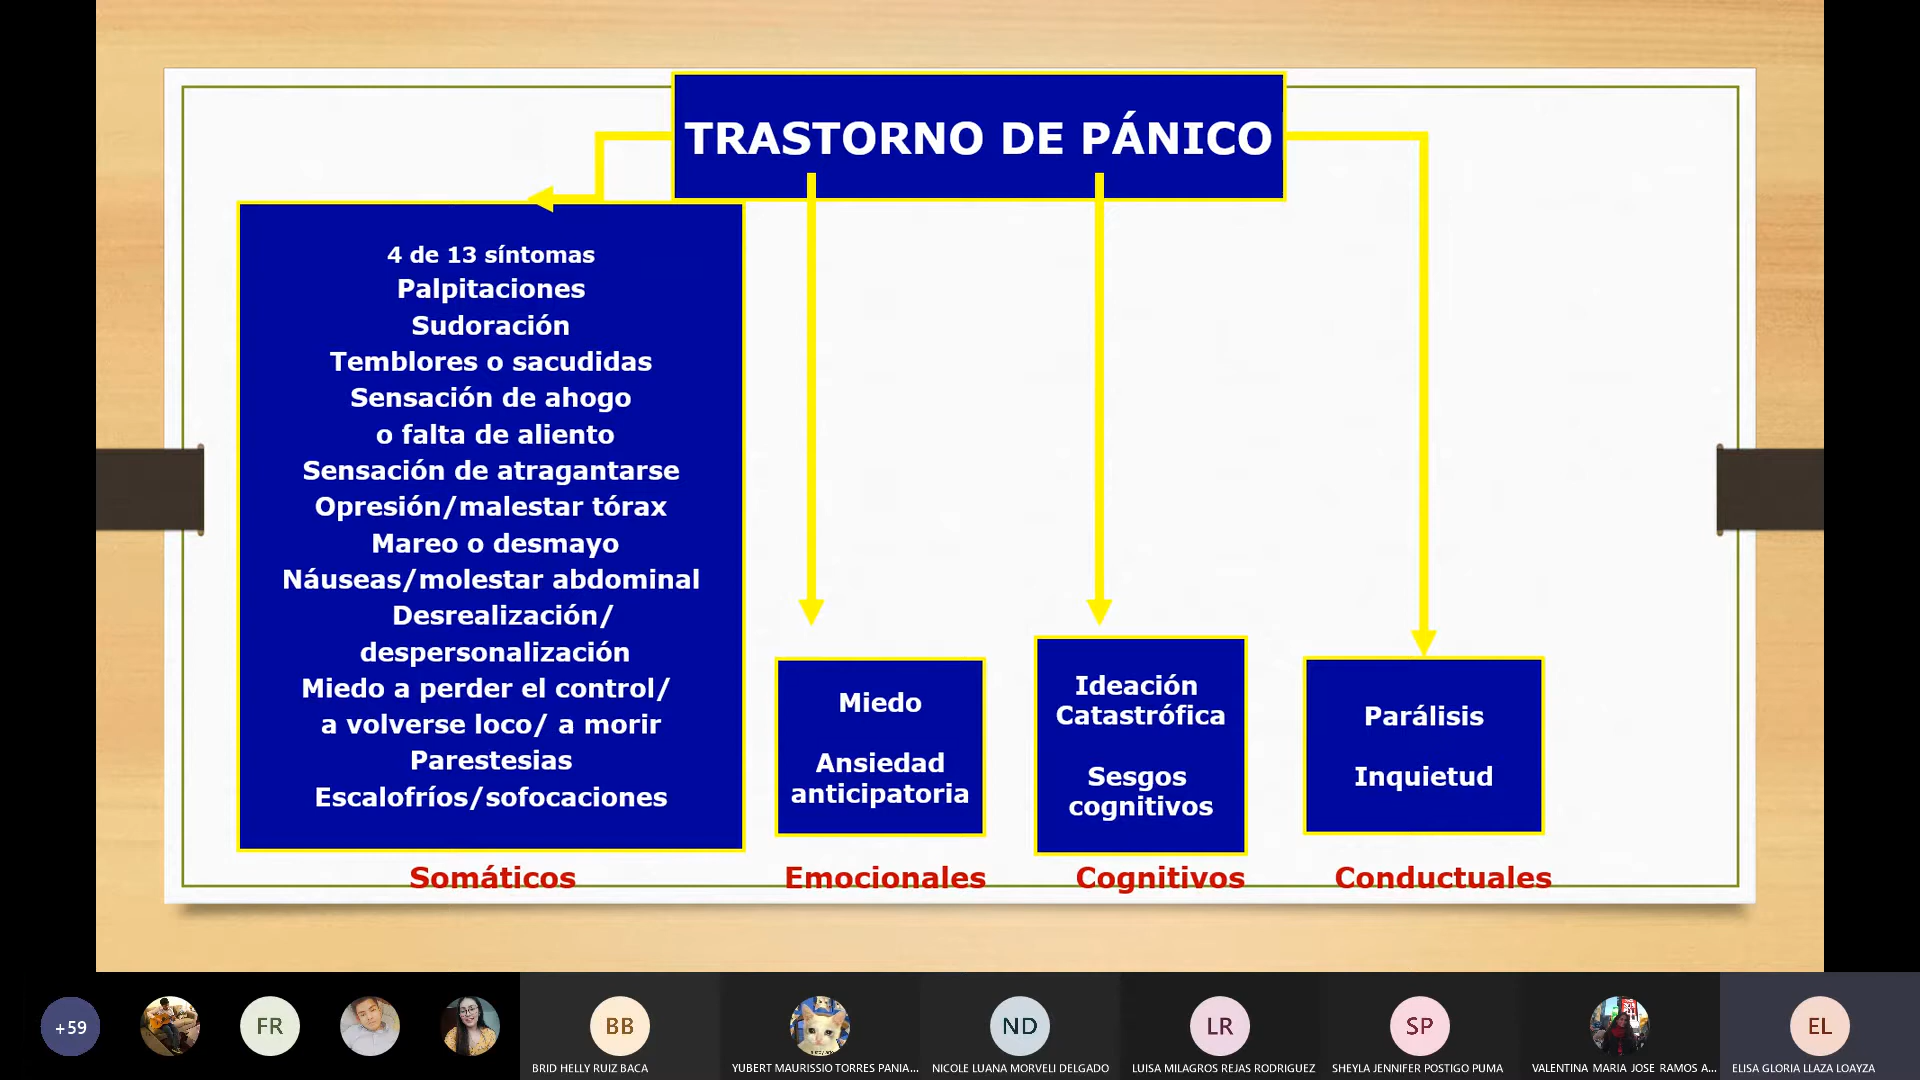 TRASTORNO DE PÁNICO
4 de 13 síntomas
Palpitaciones
Sudoración
Temblores o sacudidas
Sensación de ahogo
o falta de aliento
Sensación de atragantarse
Opresión/malestar tórax
Mareo o desmayo
Náuseas/molestar abdominal
Desrealización/
despersonalización
Miedo a perder el control/
a volverse loco/ a morir
Parestesias
Escalofríos/sofocaciones
Somáticos
Miedo
Ansiedad
anticipatoria
Emocionales
Ideación
Catastrófica
Sesgos
cognitivos
Cognitivos
Parálisis
Inquietud
Conductuales
+59
FR
BB
BRID HELLY RUIZ BACA
YUBERT MAURISSIO TORRES PANIA...
ND
NICOLE LUANA MORVELI DELGADO
LR
LUISA MILAGROS REJAS RODRIGUEZ
SP
SHEYLA JENNIFER POSTIGO PUMA
VALENTINA MARIA JOSE RAMOS A...
EL
ELISA GLORIA LLAZA LOAYZA